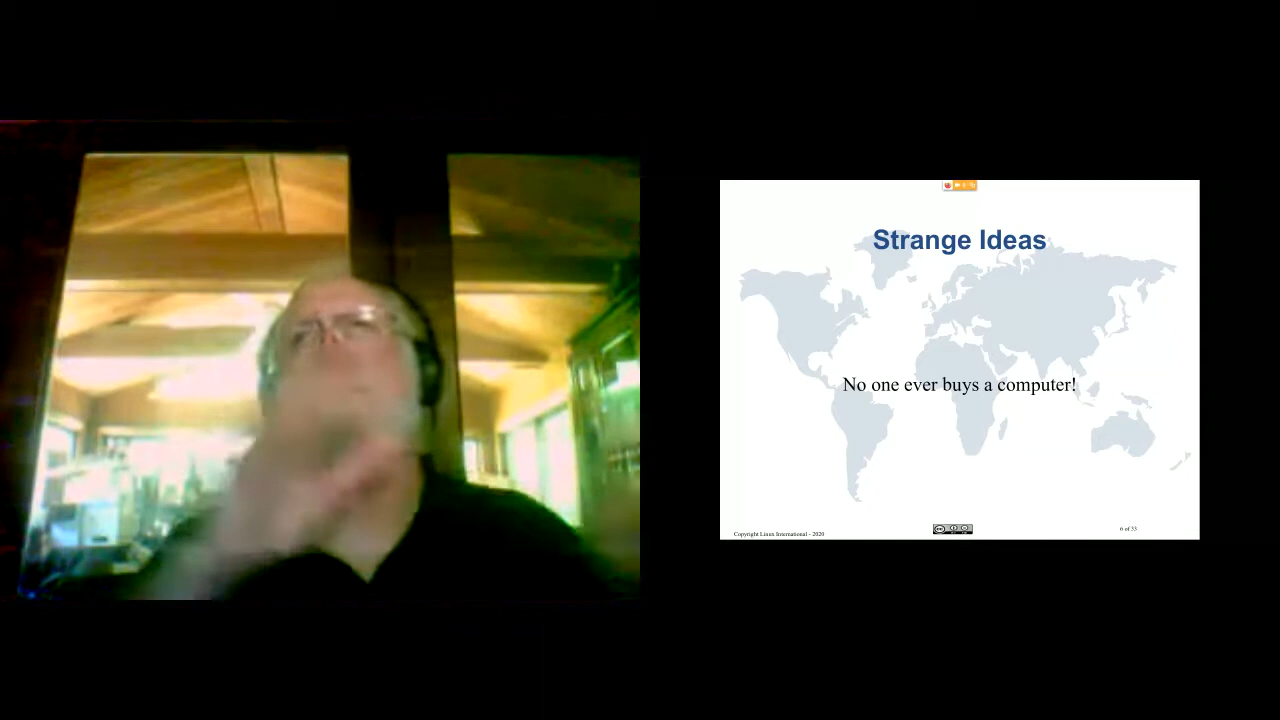 Strange Ideas
No one ever buys a computer!
Copyright Linux International - 2020
6 of 33